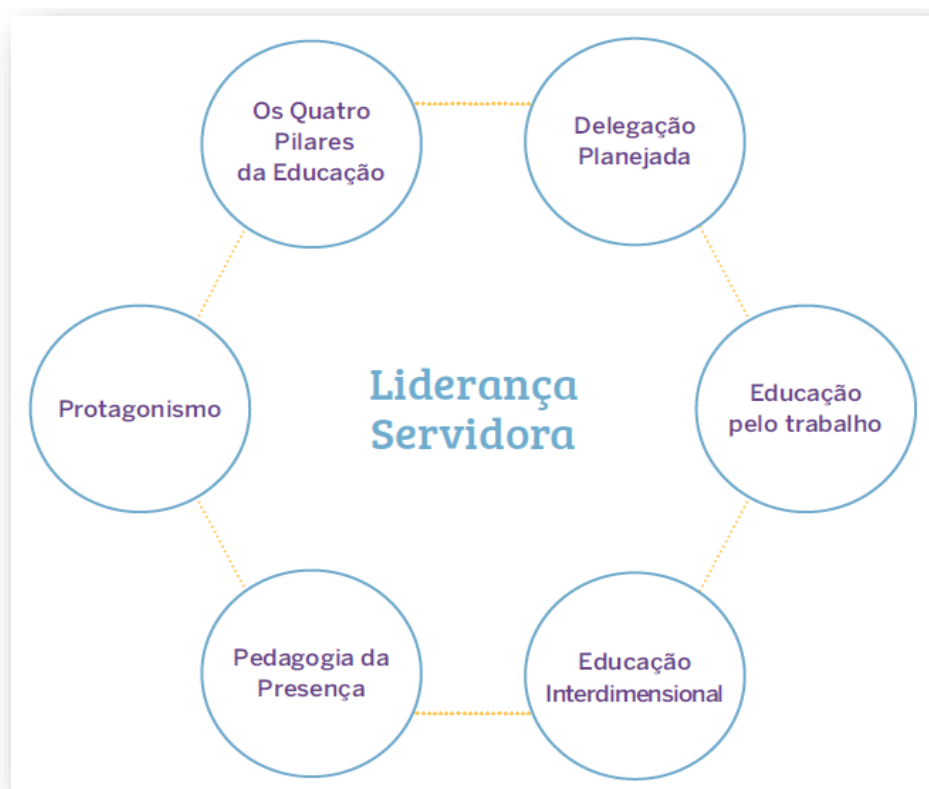 Os Quatro
Pilares
da Educação
Delegação
Planejada
Protagonismo
Liderança
Servidora
Educação
pelo trabalho
Pedagogia da
Presença
Educação
Interdimensional